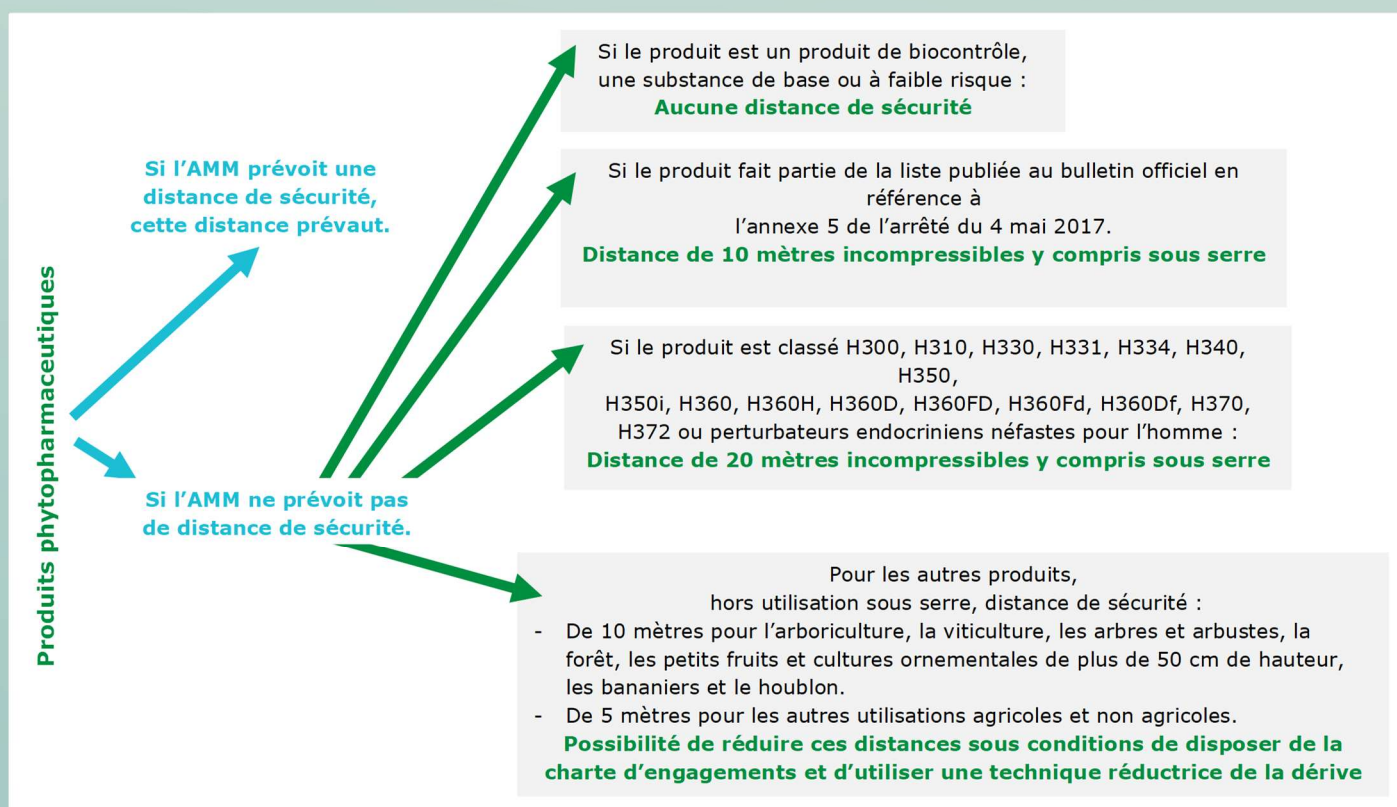 Produits phytopharmaceutiques
Si l’AMM prévoit une
distance de sécurité,
cette distance prévaut.
Si l’AMM ne prévoit pas
de distance de sécurité.
Si le produit est un produit de biocontrôle,
une substance de base ou à faible risque :
Aucune distance de sécurité
Si le produit fait partie de la liste publiée au bulletin officiel en
référence à
l’annexe 5 de l’arrêté du 4 mai 2017.
Distance de 10 mètres incompressibles y compris sous serre
Si le produit est classé H300, H310, H330, H331, H334, H340,
H350,
H350i, H360, H360H, H360D, H360FD, H360Fd, H360Df, H370,
H372 ou perturbateurs endocriniens néfastes pour l’homme :
Distance de 20 mètres incompressibles y compris sous serre
Pour les autres produits,
hors utilisation sous serre, distance de sécurité :
- De 10 mètres pour l’arboriculture, la viticulture, les arbres et arbustes, la
forêt, les petits fruits et cultures ornementales de plus de 50 cm de hauteur,
les bananiers et le houblon.
- De 5 mètres pour les autres utilisations agricoles et non agricoles.
Possibilité de réduire ces distances sous conditions de disposer de la
charte d’engagements et d’utiliser une technique réductrice de la dérive